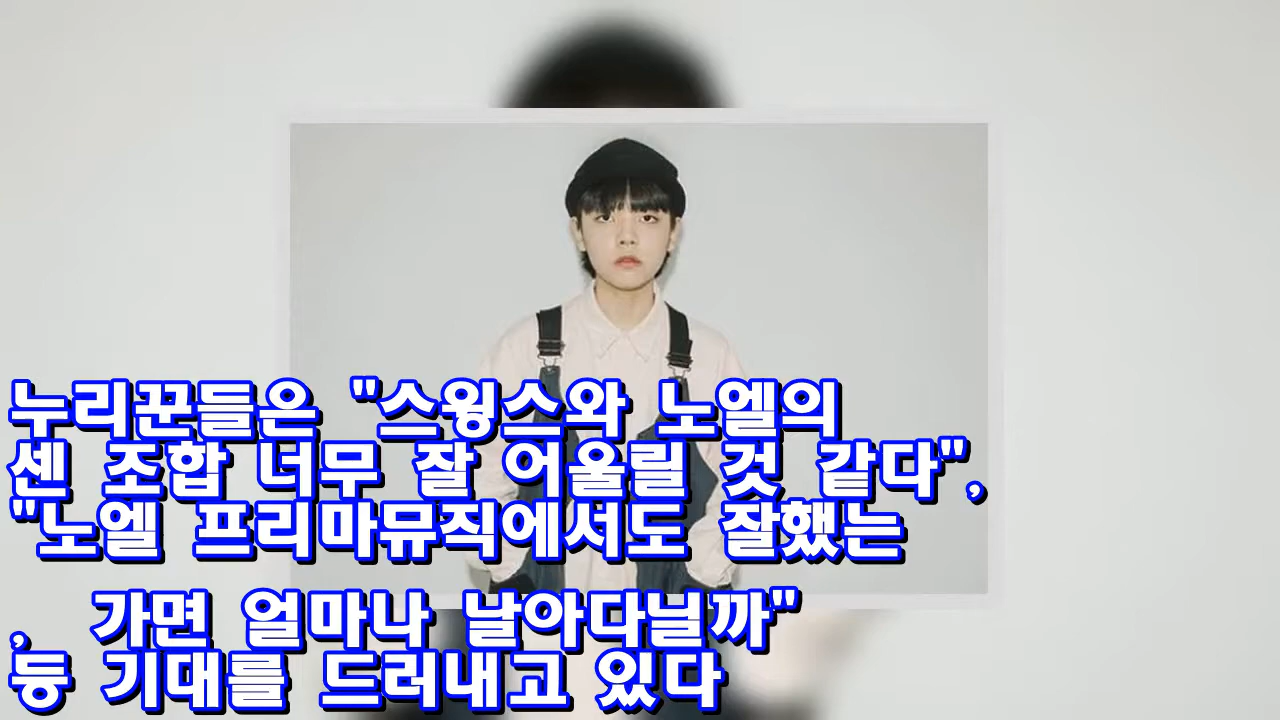 누리꾼들은 "스윙스와 노엘의
센 조합 너무 잘 어울릴 것 같다",
"노엘 프리마뮤직에서도 잘했는
, 가면 얼마나 날아다닐까"
등 기대를 드러내고 있다